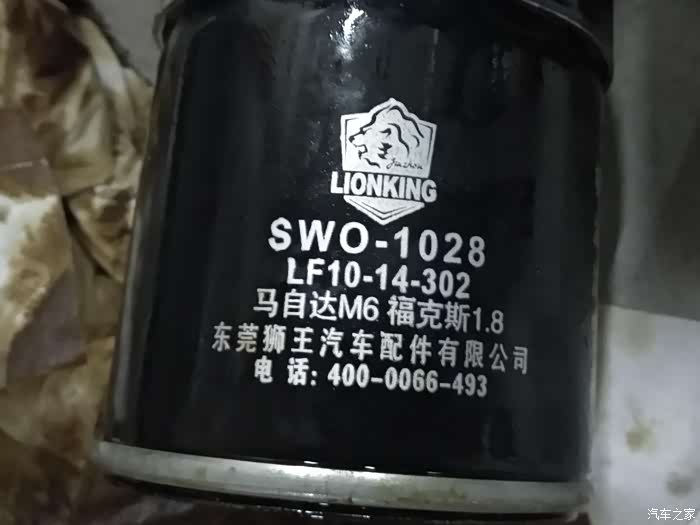 Jinzhou
LIONKING
SWO-1028
LF10-14-302
马自达M6 福克斯1.8
东莞狮王汽车配件有限公司
电 话: 400-0066-493
汽车之家